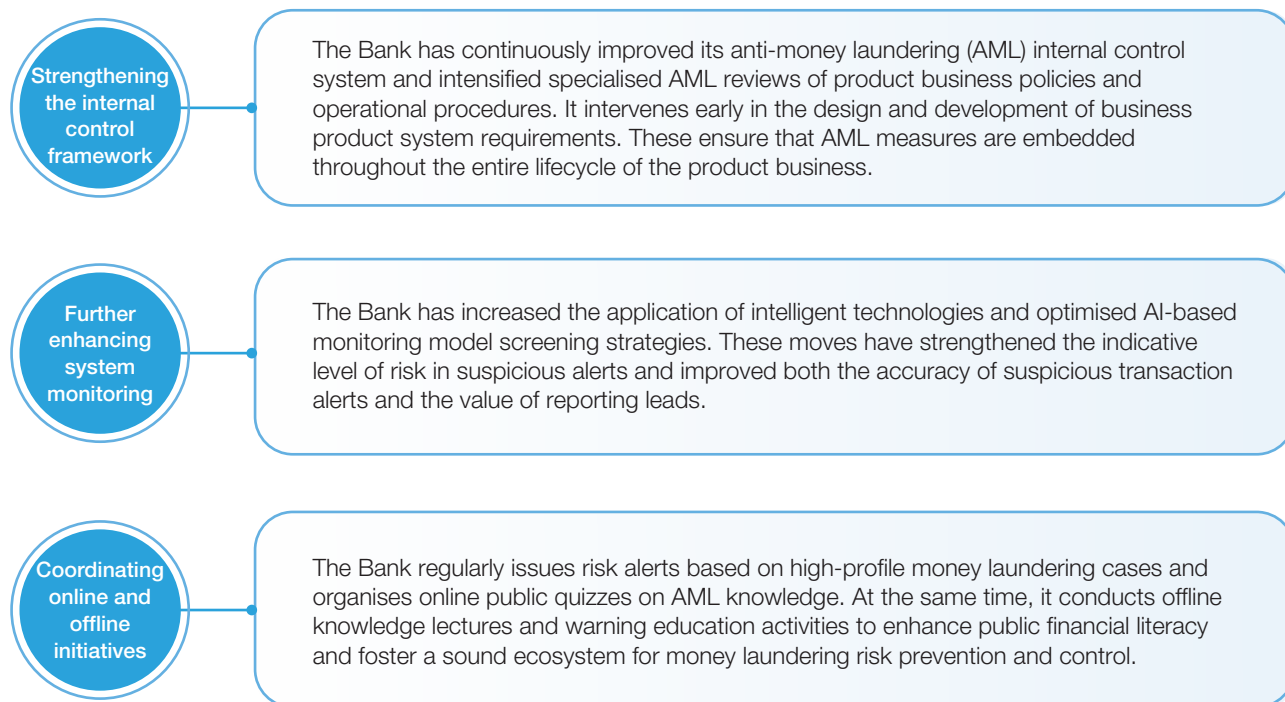 Strengthening
the internal
control
framework
The Bank has continuously improved its anti-money laundering (AML) internal control
system and intensified specialised AML reviews of product business policies and
operational procedures. It intervenes early in the design and development of business
product system requirements. These ensure that AML measures are embedded
throughout the entire lifecycle of the product business.
Further
enhancing
system
monitoring
The Bank has increased the application of intelligent technologies and optimised AI-based
monitoring model screening strategies. These moves have strengthened the indicative
level of risk in suspicious alerts and improved both the accuracy of suspicious transaction
alerts and the value of reporting leads.
Coordinating
online and
offline
initiatives
The Bank regularly issues risk alerts based on high-profile money laundering cases and
organises online public quizzes on AML knowledge. At the same time, it conducts offline
knowledge lectures and warning education activities to enhance public financial literacy
and foster a sound ecosystem for money laundering risk prevention and control.